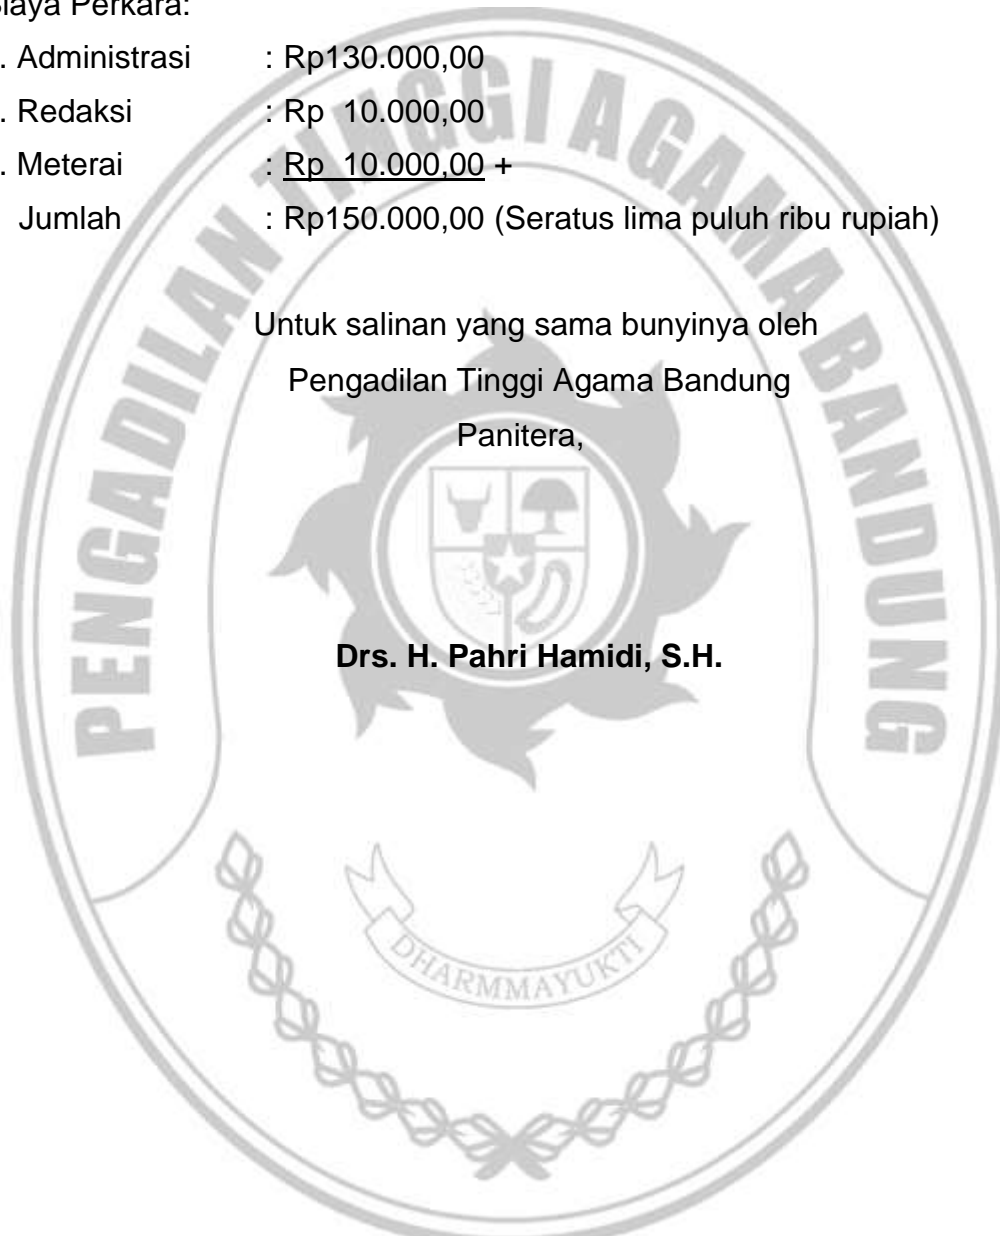 Biaya Perkara:
. Administrasi : Rp130.000,00
. Redaksi : Rp 10.000,00
. Meterai : Rp 10.000,00 +
Jumlah : Rp150.000,00 (Seratus lima puluh ribu rupiah)
Untuk salinan yang sama bunyinya oleh
Pengadilan Tinggi Agama Bandung
Panitera,
Drs. H. Pahri Hamidi, S.H.
PENGADILAN TINGGI AGAMA BANDUNG
DHARMMAYUKTI